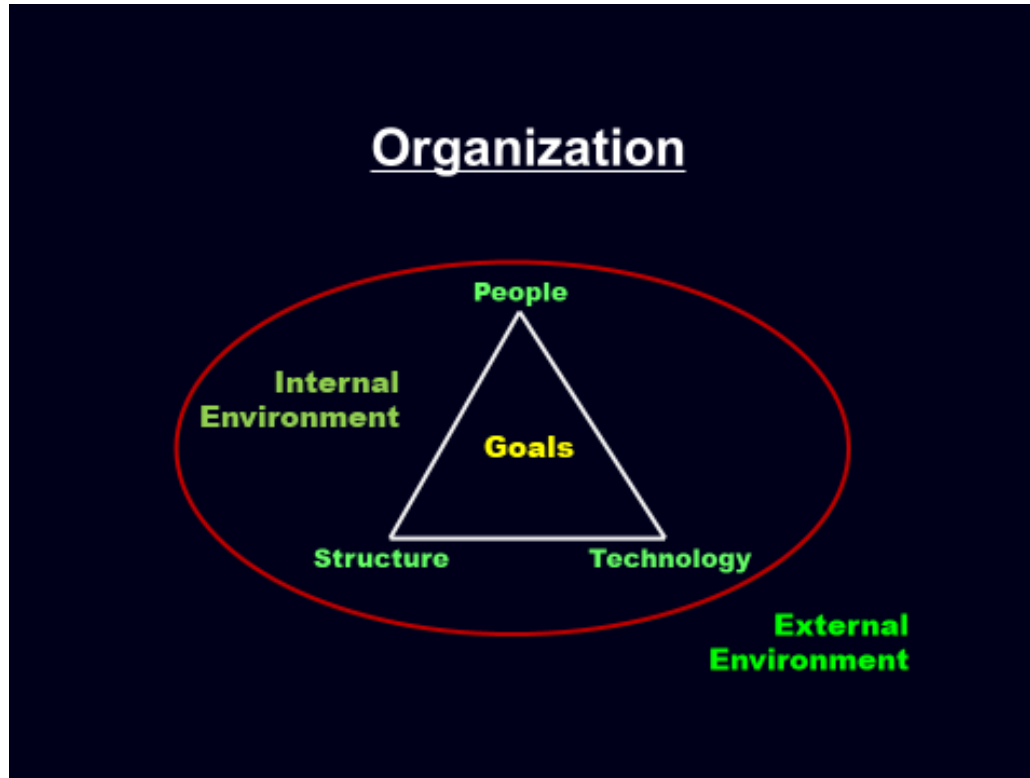 Organization
People
Internal
Environment
Goals
Structure
Technology
External
Environment